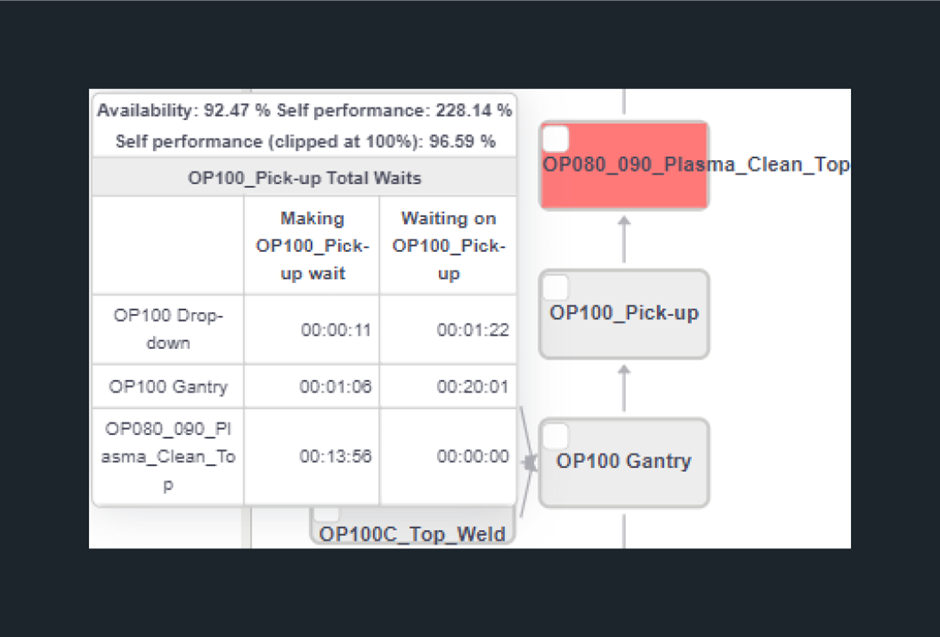 Availability: 92.47 % Self performance: 228.14 %
Self performance (clipped at 100%): 96.59 %
OP100_Pick-up Total Waits
Making
OP100_Pick-
up wait
Waiting on
OP100_Pick-
up
OP100 Drop-
down
00:00:11
00:01:22
OP100 Gantry
00:01:06
00:20:01
OP080_090_Pl
asma_Clean_To
p
00:13:56
00:00:00
OP080_090_Plasma_Clean_Top
OP100_Pick-up
OP100 Gantry
OP100C_Top_Weld